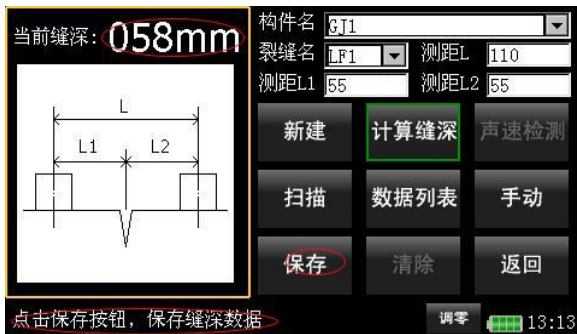 当前缝深: 058mm
构件名 GJ1
裂缝名 LF1 测距L 110
测距L1 55 测距L2 55
L
L1 L2
新建 计算缝深 声速检测
扫描 数据列表 手动
保存 清除 返回
点击保存按钮，保存缝深数据 调零 13:13